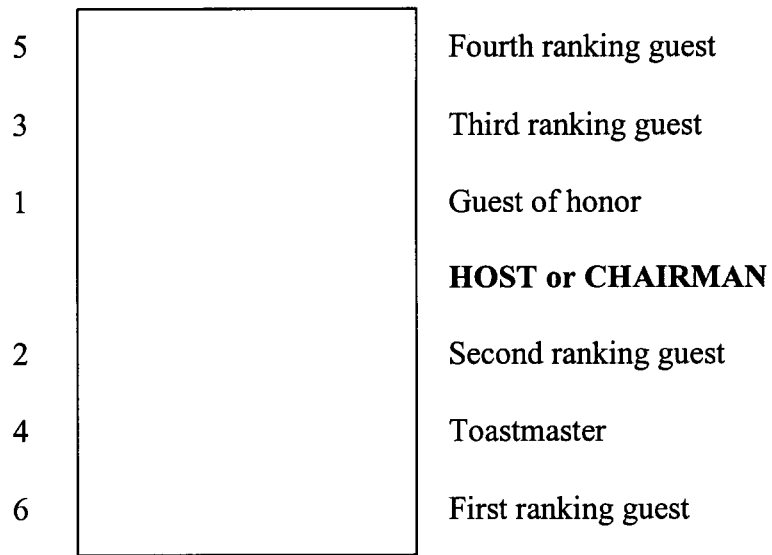 5 Fourth ranking guest
3 Third ranking guest
1 Guest of honor
HOST or CHAIRMAN
2 Second ranking guest
4 Toastmaster
6 First ranking guest